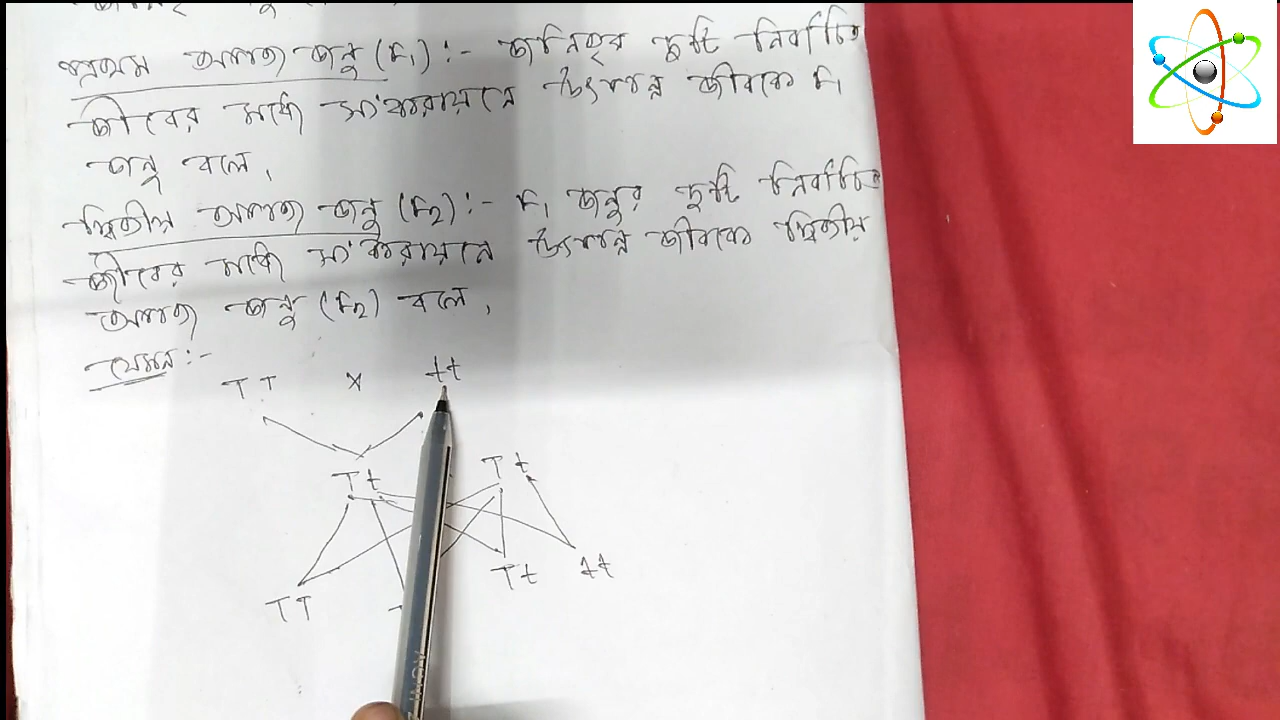 প্রথম অপত্য জনু (F₁) :- জনিতৃর দুটি নির্বাচিত
জীবের মধ্যে সংকরায়নে উৎপন্ন জীবকে F₁
জনু বলে,
দ্বিতীয় অপত্য জনু (F₂) :- F₁ জনুর দুটি নির্বাচিত
জীবের মধ্যে সংকরায়নে উৎপন্ন জীবকে দ্বিতীয়
অপত্য জনু (F₂) বলে,
যেমন :-
TT × tt
Tt Tt
TT Tt tt